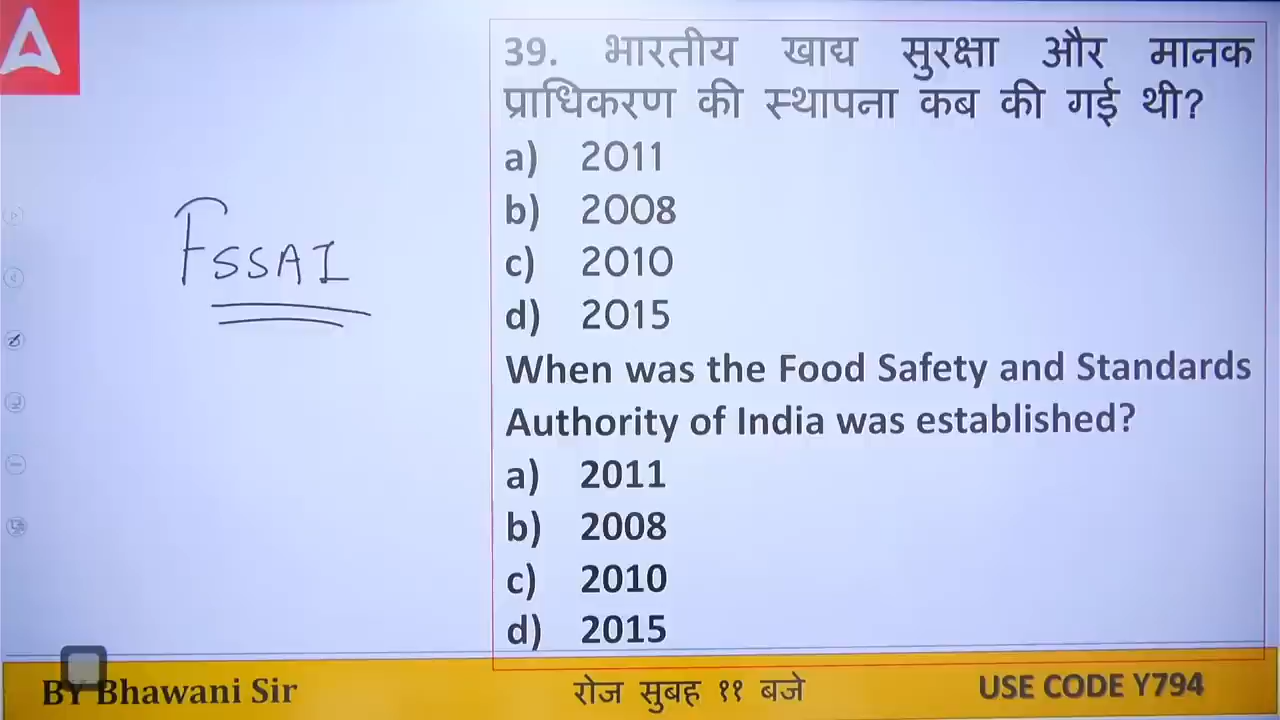 39. भारतीय खाद्य सुरक्षा और मानक
प्राधिकरण की स्थापना कब की गई थी?
a) 2011
b) 2008
c) 2010
d) 2015
FSSAI
When was the Food Safety and Standards
Authority of India was established?
a) 2011
b) 2008
c) 2010
d) 2015
BY Bhawani Sir
रोज सुबह ११ बजे
USE CODE Y794